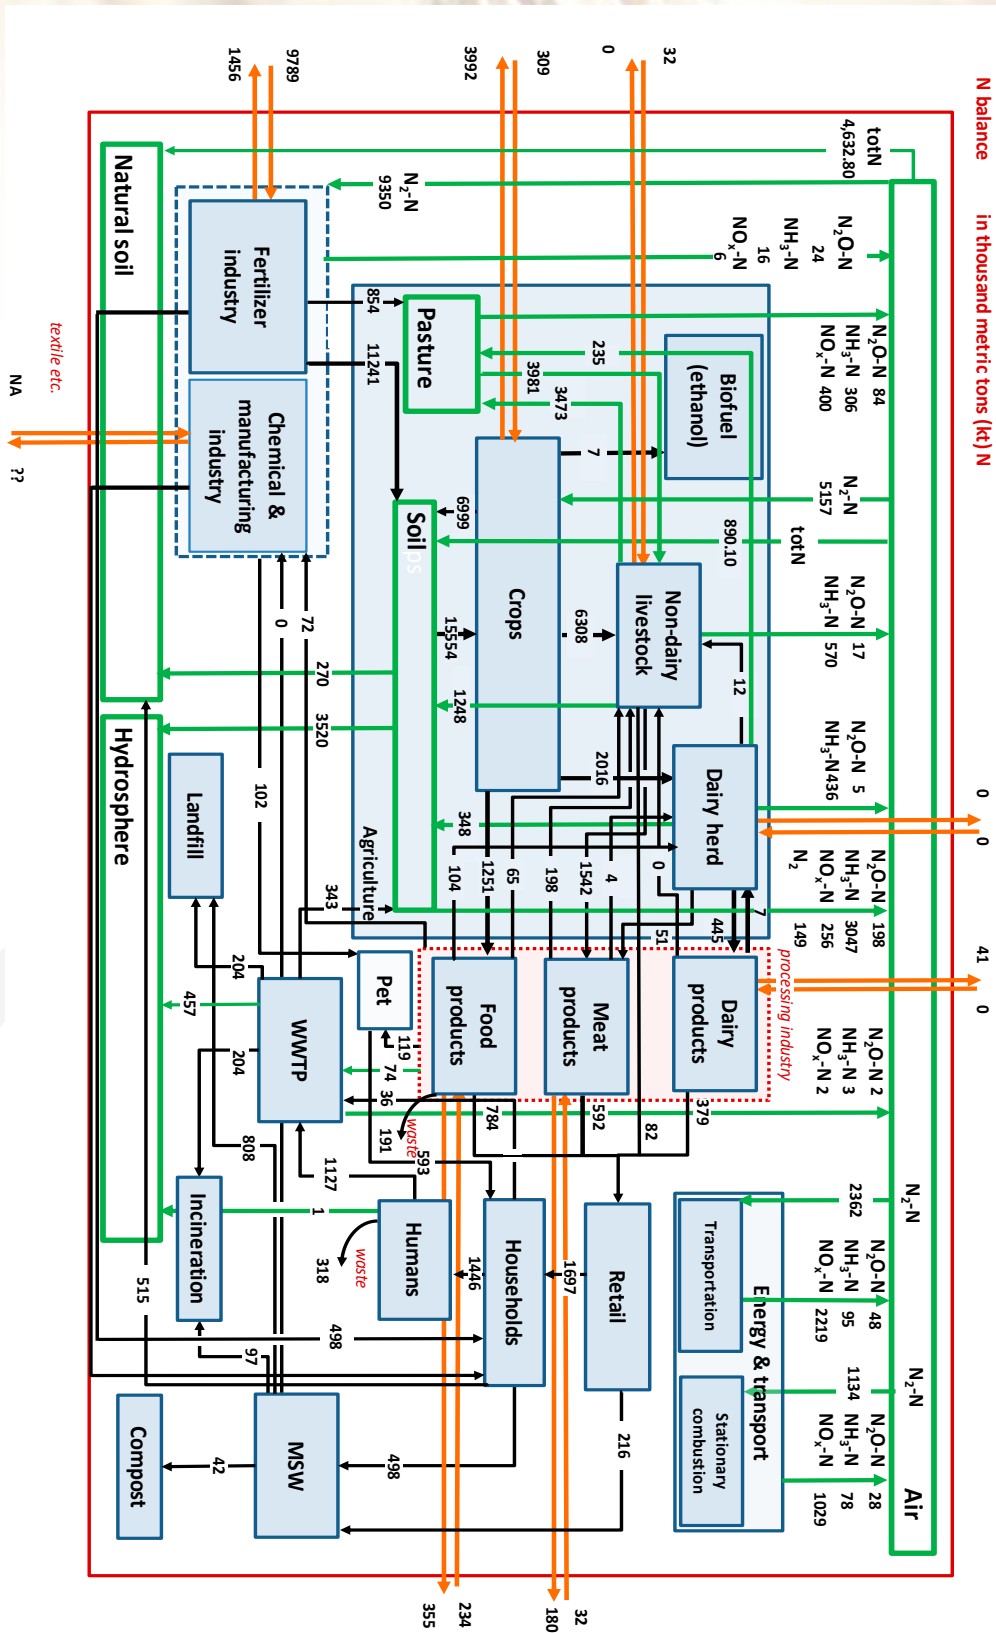 N balance in thousand metric tons (kt) N
32
0
309
3992
9789
1456
0
0
41
0
totN
4,632.80
N2-N
9350
N2O-N
24
NH3-N
16
NOx-N
6
N2O-N 84
NH3-N 306
NOx-N 400
N2-N
5157
totN
890.10
N2O-N 17
NH3-N 570
N2O-N 5
NH3-N436
N2O-N 198
NH3-N 3047
NOx-N 256
N2 149
N2O-N 2
NH3-N 3
NOx-N 2
N2-N
2362
N2O-N 48
NH3-N 95
NOx-N 2219
N2-N
1134
N2O-N 28
NH3-N 78
NOx-N 1029
Air
Biofuel
(ethanol)
Non-dairy
livestock
Dairy herd
Dairy
products
processing industry
Energy & transport
Transportation
Stationary
combustion
12
7
445
51
379
235
3981
3473
7
6308
2016
0
4
1542
198
65
1251
104
82
592
784
Meat
products
Retail
Pasture
Crops
Food
products
Households
1697
1446
854
11241
6999
15554
1248
348
Soil
ps
Agriculture
Pet
119
74
36
waste
191
593
Humans
waste
318
216
32
180
234
355
Fertilizer
industry
Chemical &
manufacturing
industry
72
0
102
270
3520
343
WWTP
204
457
204
1127
808
1
498
97
498
MSW
42
Landfill
Incineration
Compost
515
Natural soil
Hydrosphere
textile etc.
NA
??